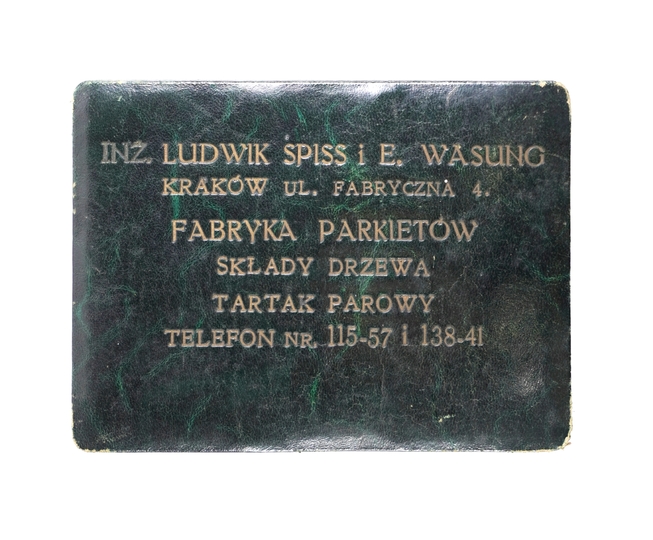 INŻ. LUDWIK SPISS i E. WASUNG
KRAKÓW UL. FABRYCZNA 4.
FABRYKA PARKIETÓW
SKŁADY DRZEWA
TARTAK PAROWY
TELEFON NR. 115-57 i 138-41